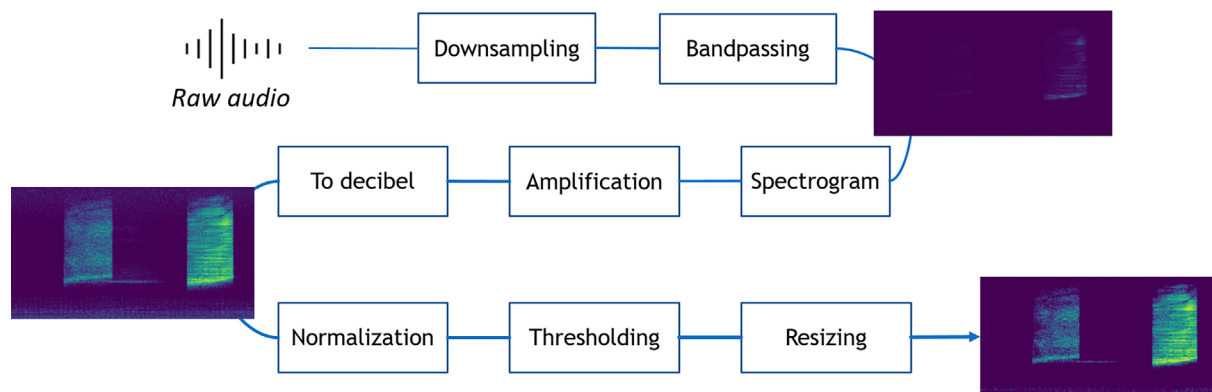 Raw audio
Downsampling
Bandpassing
Spectrogram
Amplification
To decibel
Normalization
Thresholding
Resizing